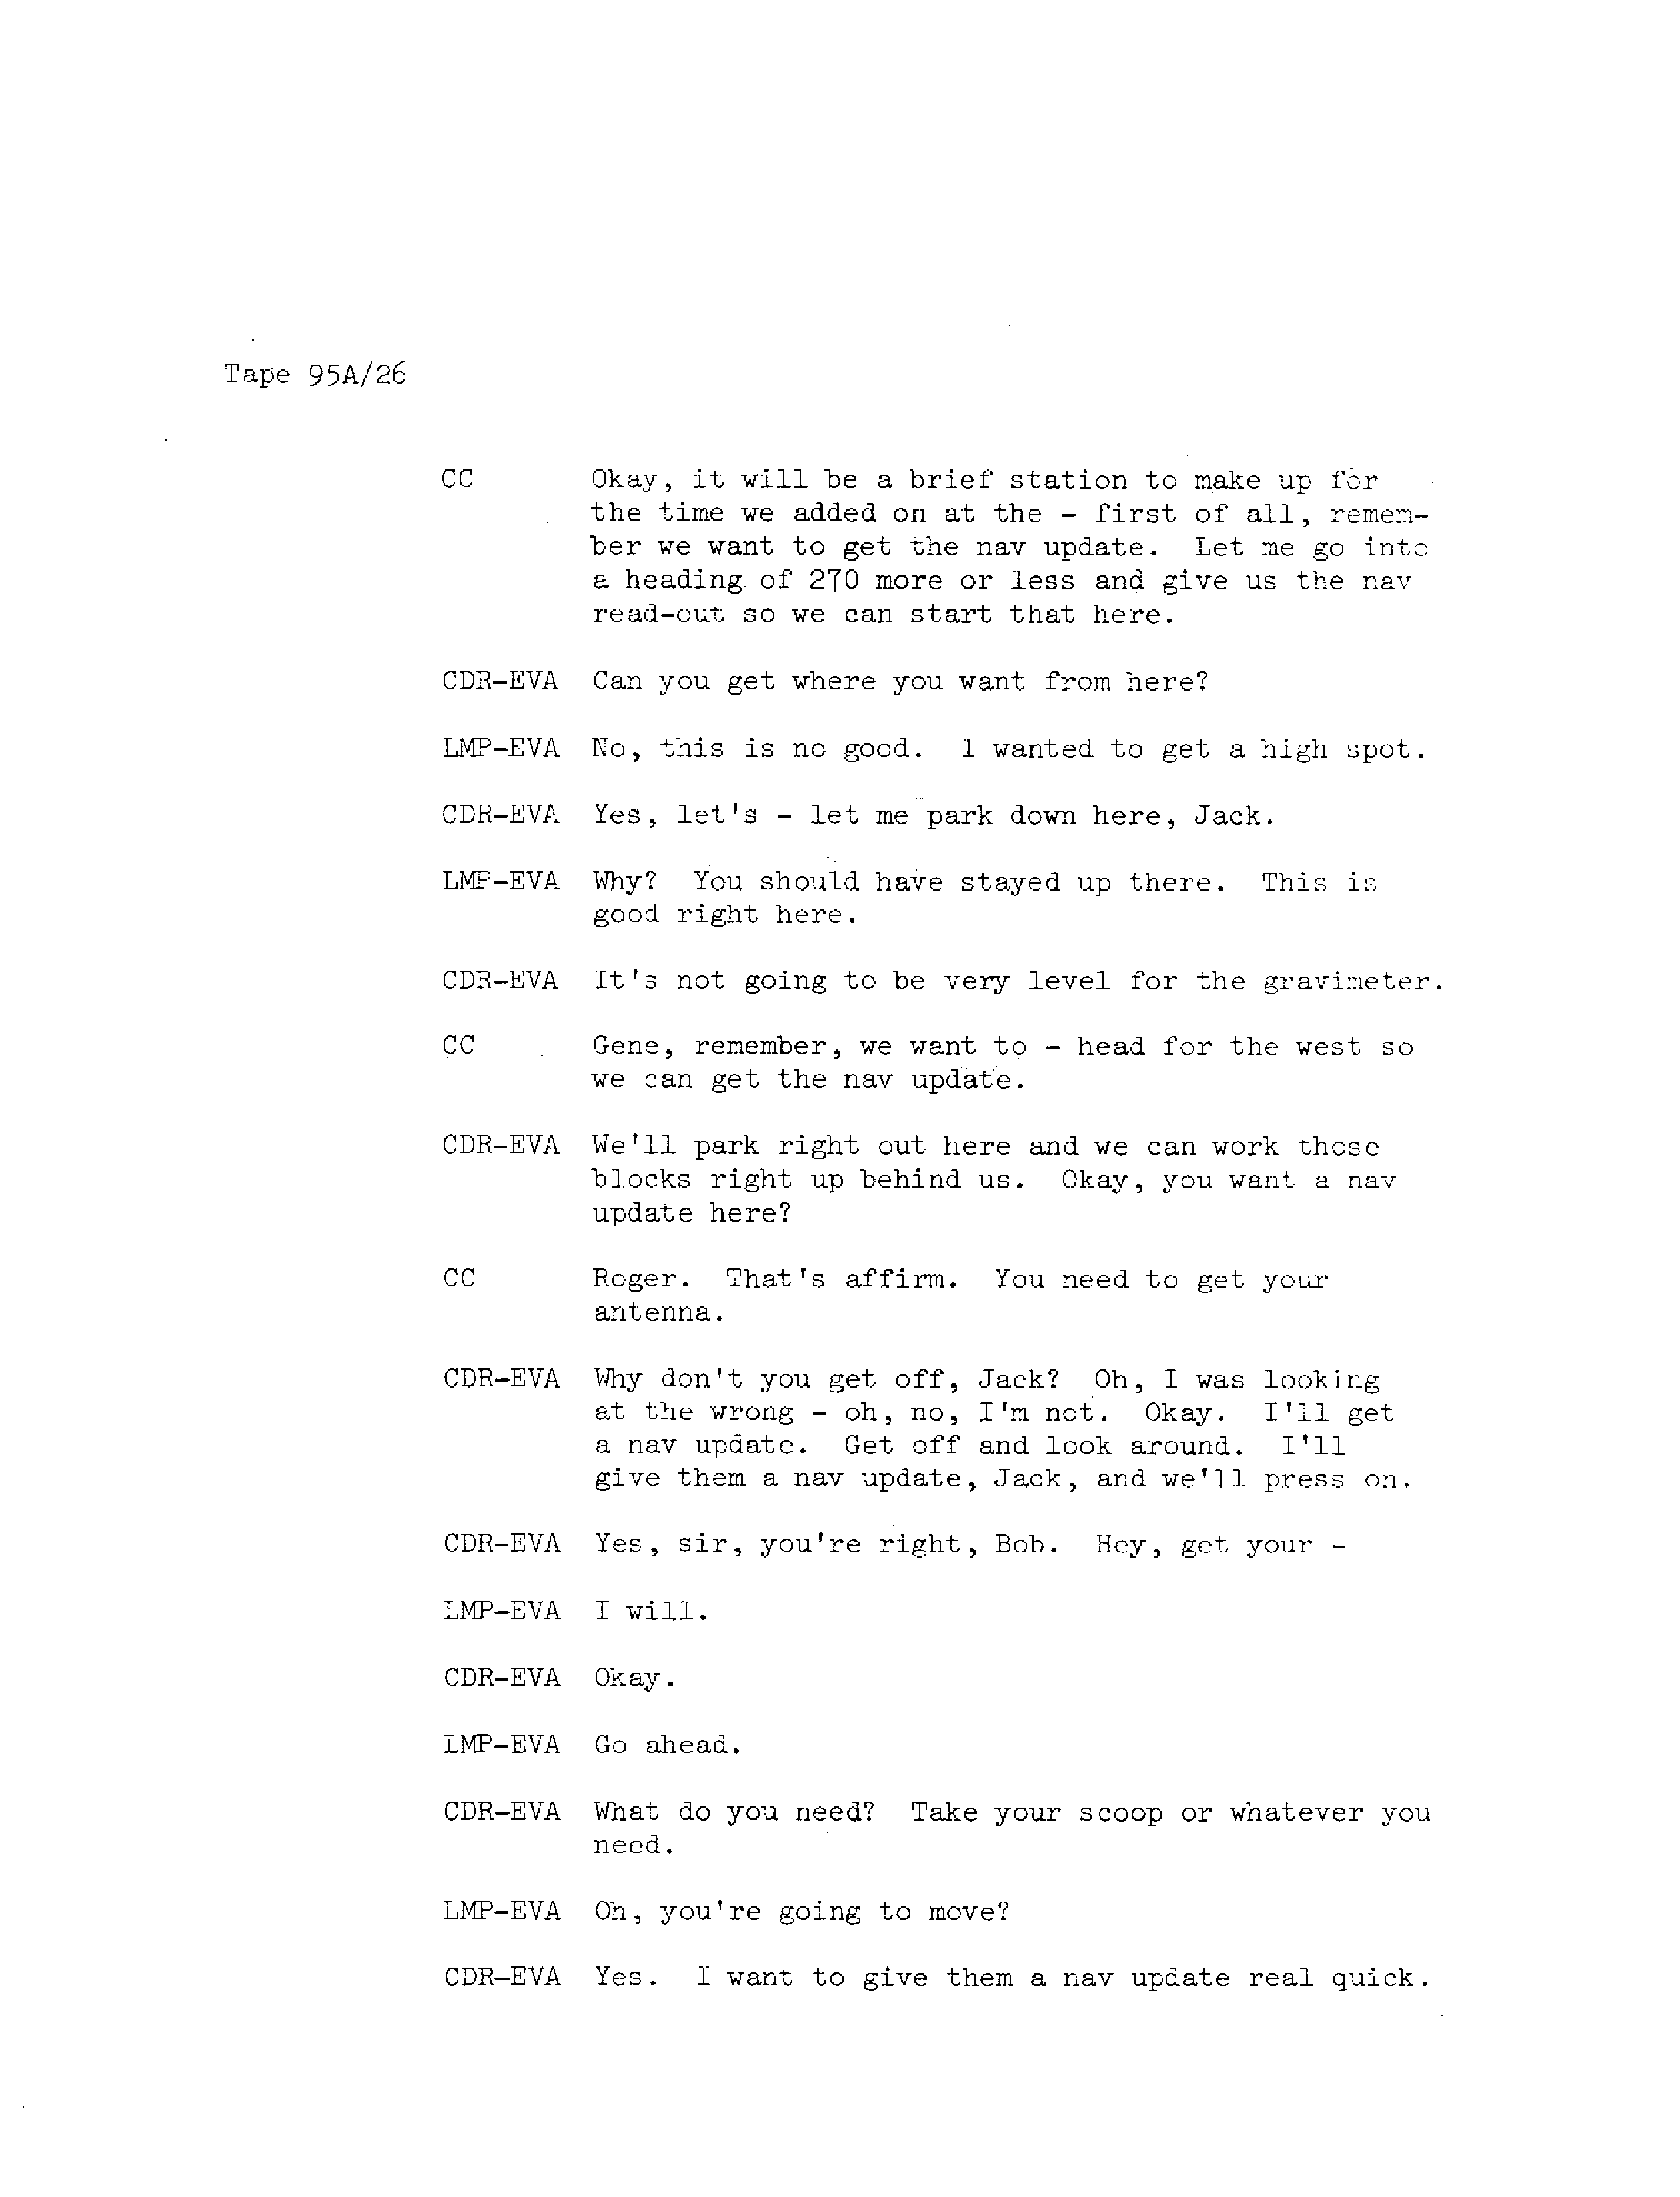 Tape 95A/26
CC Okay, it will be a brief station to make up for
the time we added on at the - first of all, remem-
ber we want to get the nav update. Let me go into
a heading of 270 more or less and give us the nav
read-out so we can start that here.
CDR-EVA Can you get where you want from here?
LMP-EVA No, this is no good. I wanted to get a high spot.
CDR-EVA Yes, let's - let me park down here, Jack.
LMP-EVA Why? You should have stayed up there. This is
good right here.
CDR-EVA It's not going to be very level for the gravimeter.
CC Gene, remember, we want to - head for the west so
we can get the nav update.
CDR-EVA We'll park right out here and we can work those
blocks right up behind us. Okay, you want a nav
update here?
CC Roger. That's affirm. You need to get your
antenna.
CDR-EVA Why don't you get off, Jack? Oh, I was looking
at the wrong - oh, no, I'm not. Okay. I'll get
a nav update. Get off and look around. I'll
give them a nav update, Jack, and we'll press on.
CDR-EVA Yes, sir, you're right, Bob. Hey, get your -
LMP-EVA I will.
CDR-EVA Okay.
LMP-EVA Go ahead.
CDR-EVA What do you need? Take your scoop or whatever you
need.
LMP-EVA Oh, you're going to move?
CDR-EVA Yes. I want to give them a nav update real quick.